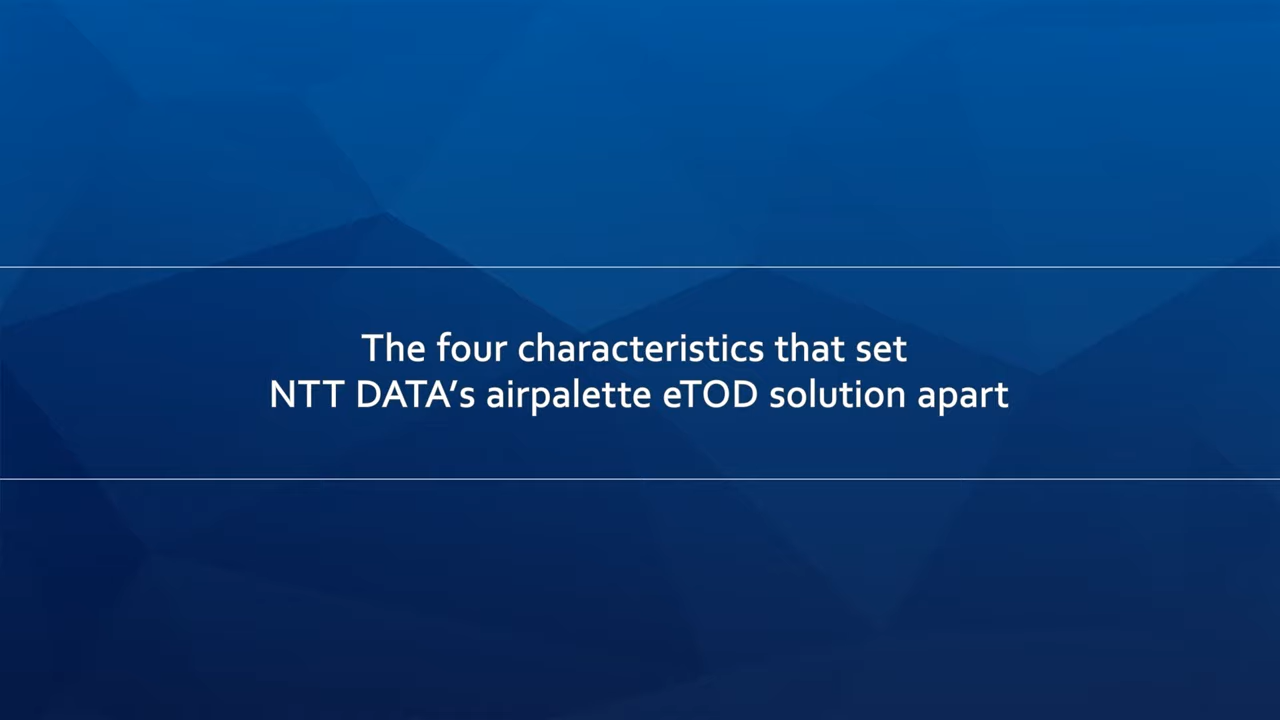 The four characteristics that set
NTT DATA’s airpalette eTOD solution apart